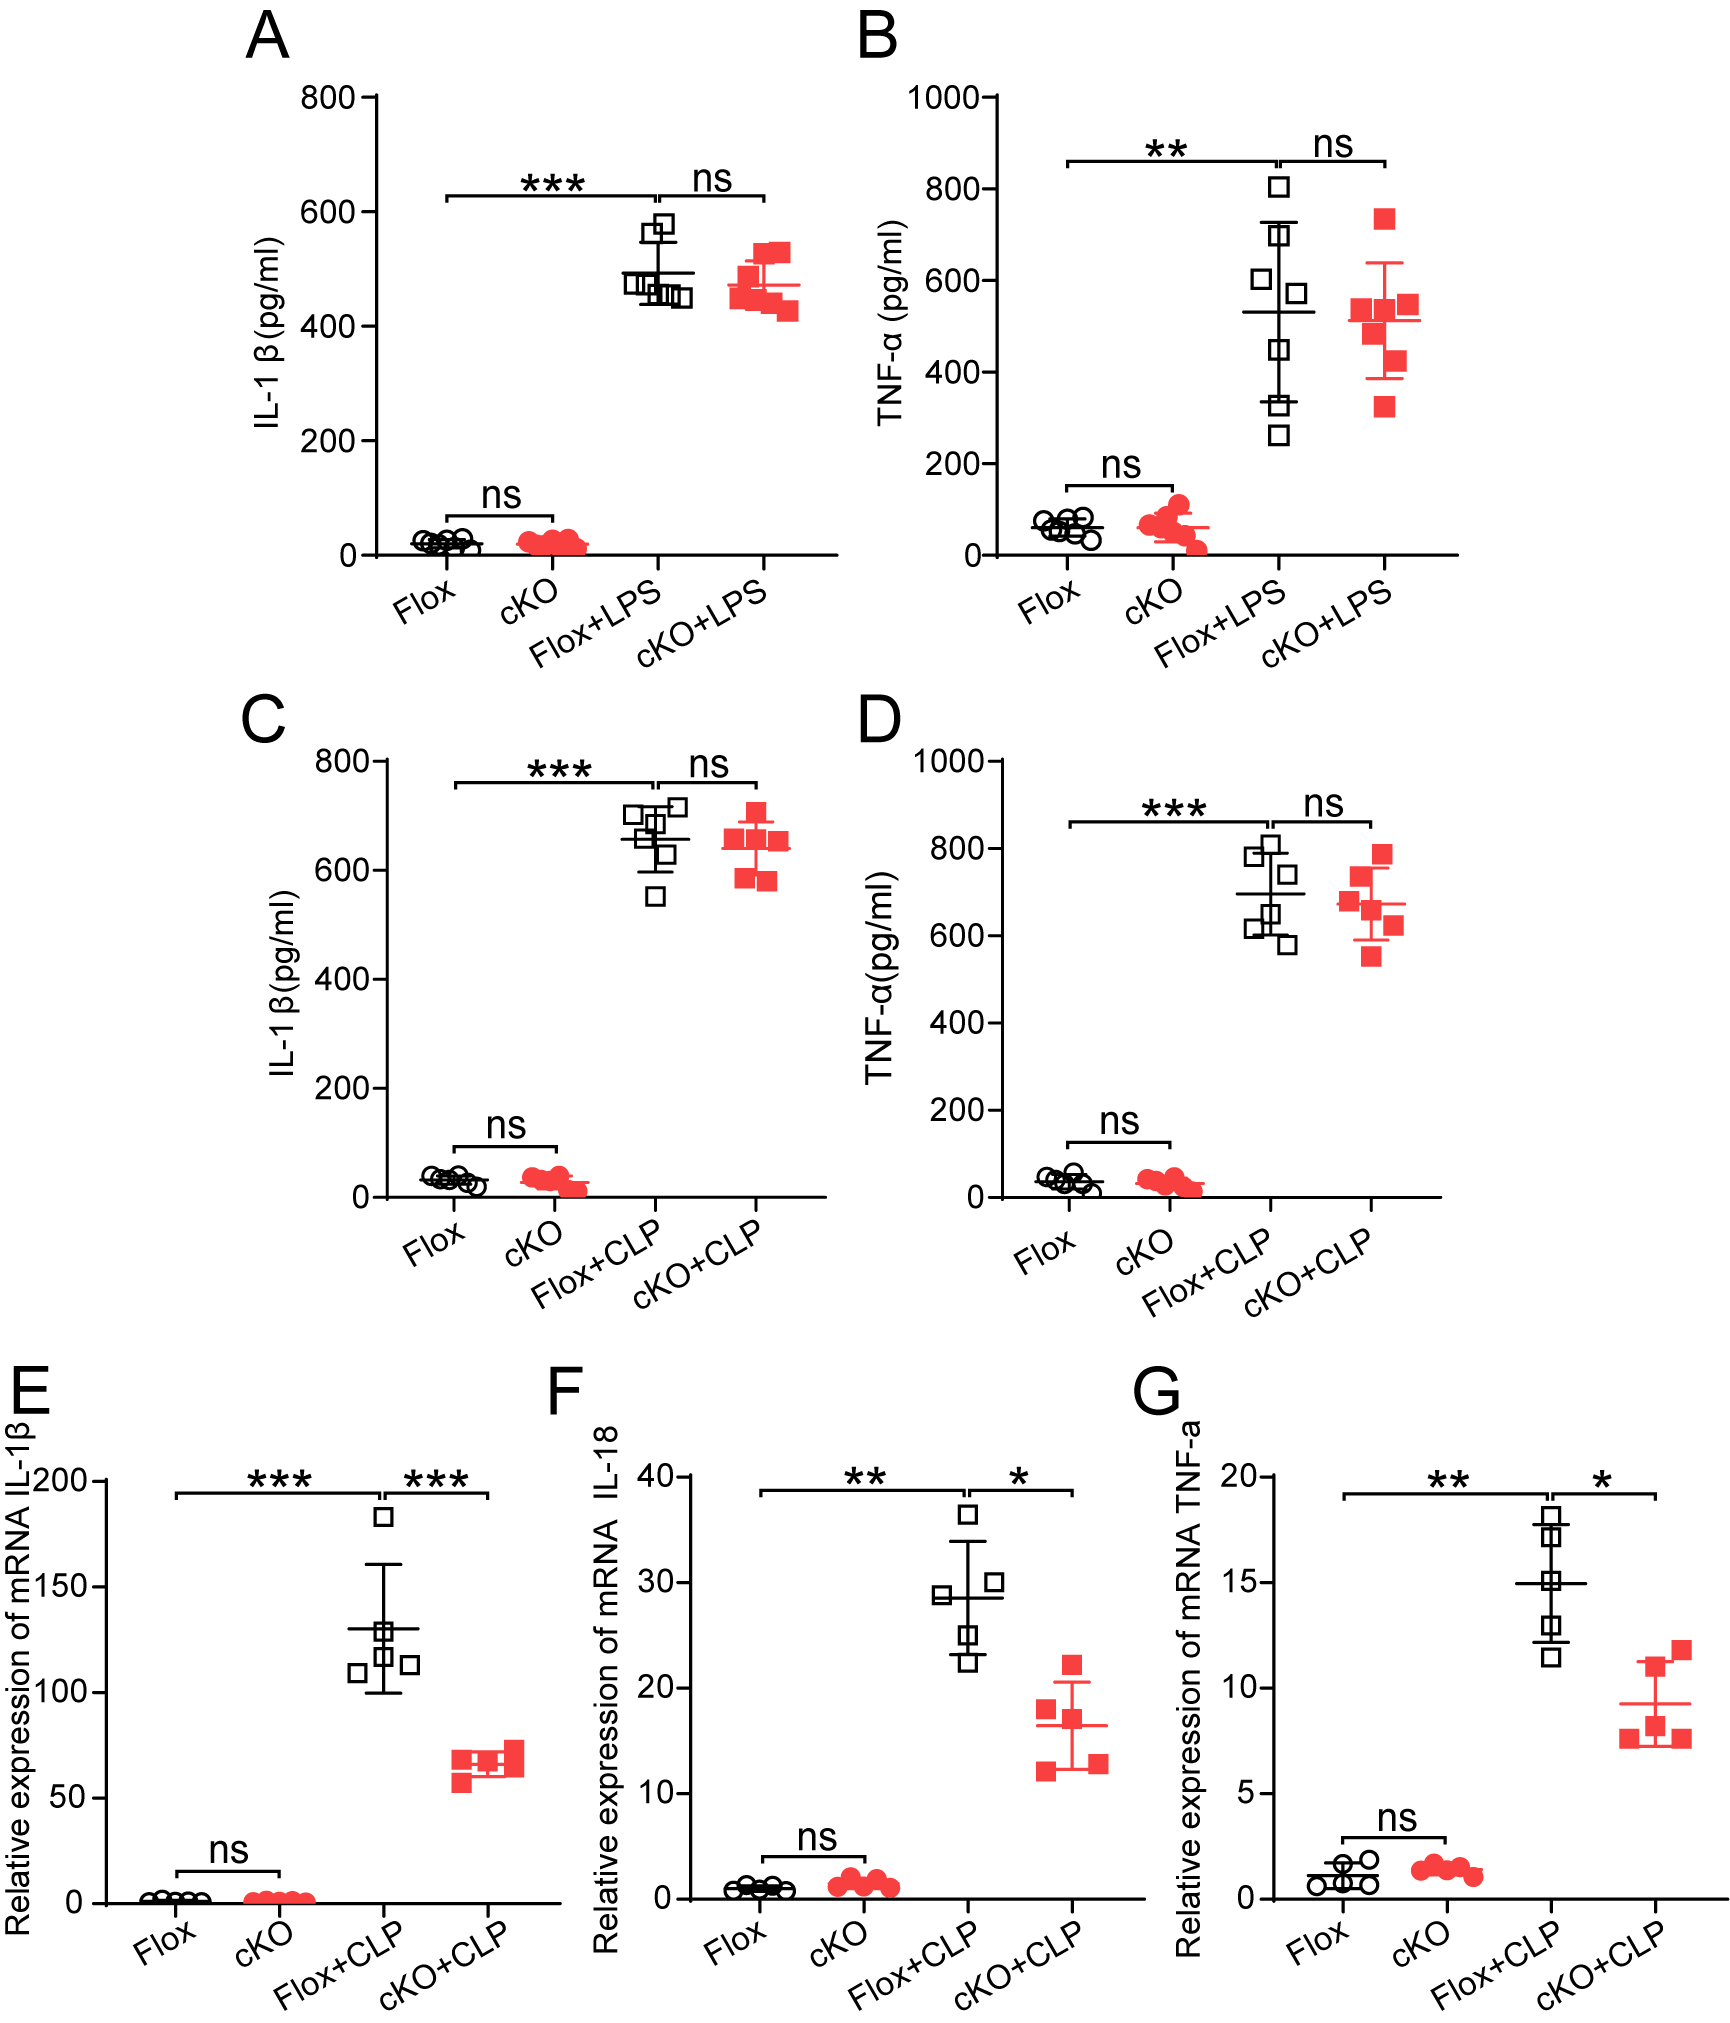 A
IL-1 β (pg/ml)
800
600
400
200
0
***
ns
ns
Flox
cKO
Flox+LPS
cKO+LPS
B
TNF-α (pg/ml)
1000
800
600
400
200
0
**
ns
ns
Flox
cKO
Flox+LPS
cKO+LPS
C
IL-1 β(pg/ml)
800
600
400
200
0
***
ns
ns
Flox
cKO
Flox+CLP
cKO+CLP
D
TNF-α(pg/ml)
1000
800
600
400
200
0
***
ns
ns
Flox
cKO
Flox+CLP
cKO+CLP
E
Relative expression of mRNA IL-1β
200
150
100
50
0
***
***
ns
Flox
cKO
Flox+CLP
cKO+CLP
F
Relative expression of mRNA IL-18
40
30
20
10
0
**
*
ns
Flox
cKO
Flox+CLP
cKO+CLP
G
Relative expression of mRNA TNF-a
20
15
10
5
0
**
*
ns
Flox
cKO
Flox+CLP
cKO+CLP